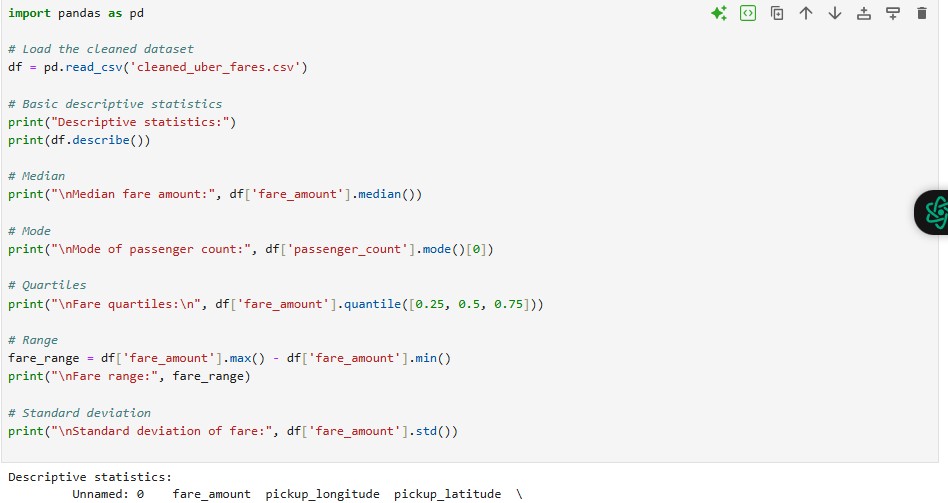 import pandas as pd
# Load the cleaned dataset
df = pd.read_csv('cleaned_uber_fares.csv')
# Basic descriptive statistics
print("Descriptive statistics:")
print(df.describe())
# Median
print("\nMedian fare amount:", df['fare_amount'].median())
# Mode
print("\nMode of passenger count:", df['passenger_count'].mode()[0])
# Quartiles
print("\nFare quartiles:\n", df['fare_amount'].quantile([0.25, 0.5, 0.75]))
# Range
fare_range = df['fare_amount'].max() - df['fare_amount'].min()
print("\nFare range:", fare_range)
# Standard deviation
print("\nStandard deviation of fare:", df['fare_amount'].std())
Descriptive statistics:
Unnamed: 0 fare_amount pickup_longitude pickup_latitude \